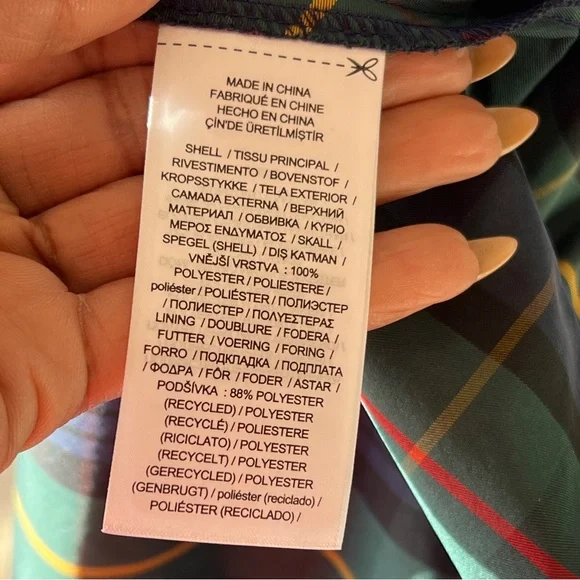 MADE IN CHINA
FABRIQUÉ EN CHINE
HECHO EN CHINA
ÇİN'DE ÜRETİLMİŞTİR
SHELL / TISSU PRINCIPAL /
RIVESTIMENTO / BOVENSTOF /
KROPSSTYKKE / TELA EXTERIOR /
CAMADA EXTERNA / ВЕРХНИЙ
МАТЕРИАЛ / ОБВИВКА / ΚΥΡΙΟ
ΜΕΡΟΣ ΕΝΔΥΜΑΤΟΣ / SKALL /
SPEGEL (SHELL) / DIŞ KATMAN /
VNĚJŠÍ VRSTVA : 100%
POLYESTER / POLIESTERE /
poliéster / POLIÉSTER / ПОЛИЭСТЕР
/ ПОЛИЕСТЕР / ΠΟΛΥΕΣΤΕΡΑΣ
LINING / DOUBLURE / FODERA /
FUTTER / VOERING / FORING /
FORRO / ПОДКЛАДКА / ПОДПЛАТА
/ ΦΟΔΡΑ / FÔR / FODER / ASTAR /
PODŠÍVKA : 88% POLYESTER
(RECYCLED) / POLYESTER
(RECYCLÉ) / POLIESTERE
(RICICLATO) / POLYESTER
(RECYCELT) / POLYESTER
(GERECYCLED) / POLYESTER
(GENBRUGT) / poliéster (reciclado) /
POLIÉSTER (RECICLADO) /